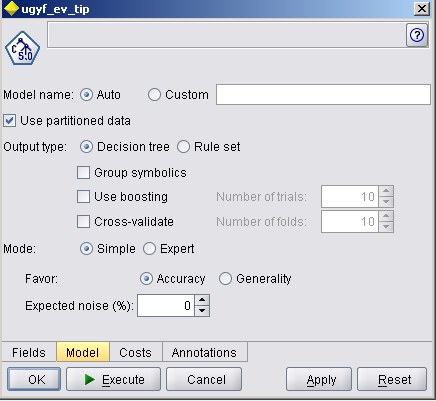 ugyf_ev_tip
C 5.0
Model name: Auto Custom
Use partitioned data
Output type: Decision tree Rule set
Group symbolics
Use boosting Number of trials: 10
Cross-validate Number of folds: 10
Mode: Simple Expert
Favor: Accuracy Generality
Expected noise (%): 0
Fields Model Costs Annotations
OK Execute Cancel Apply Reset